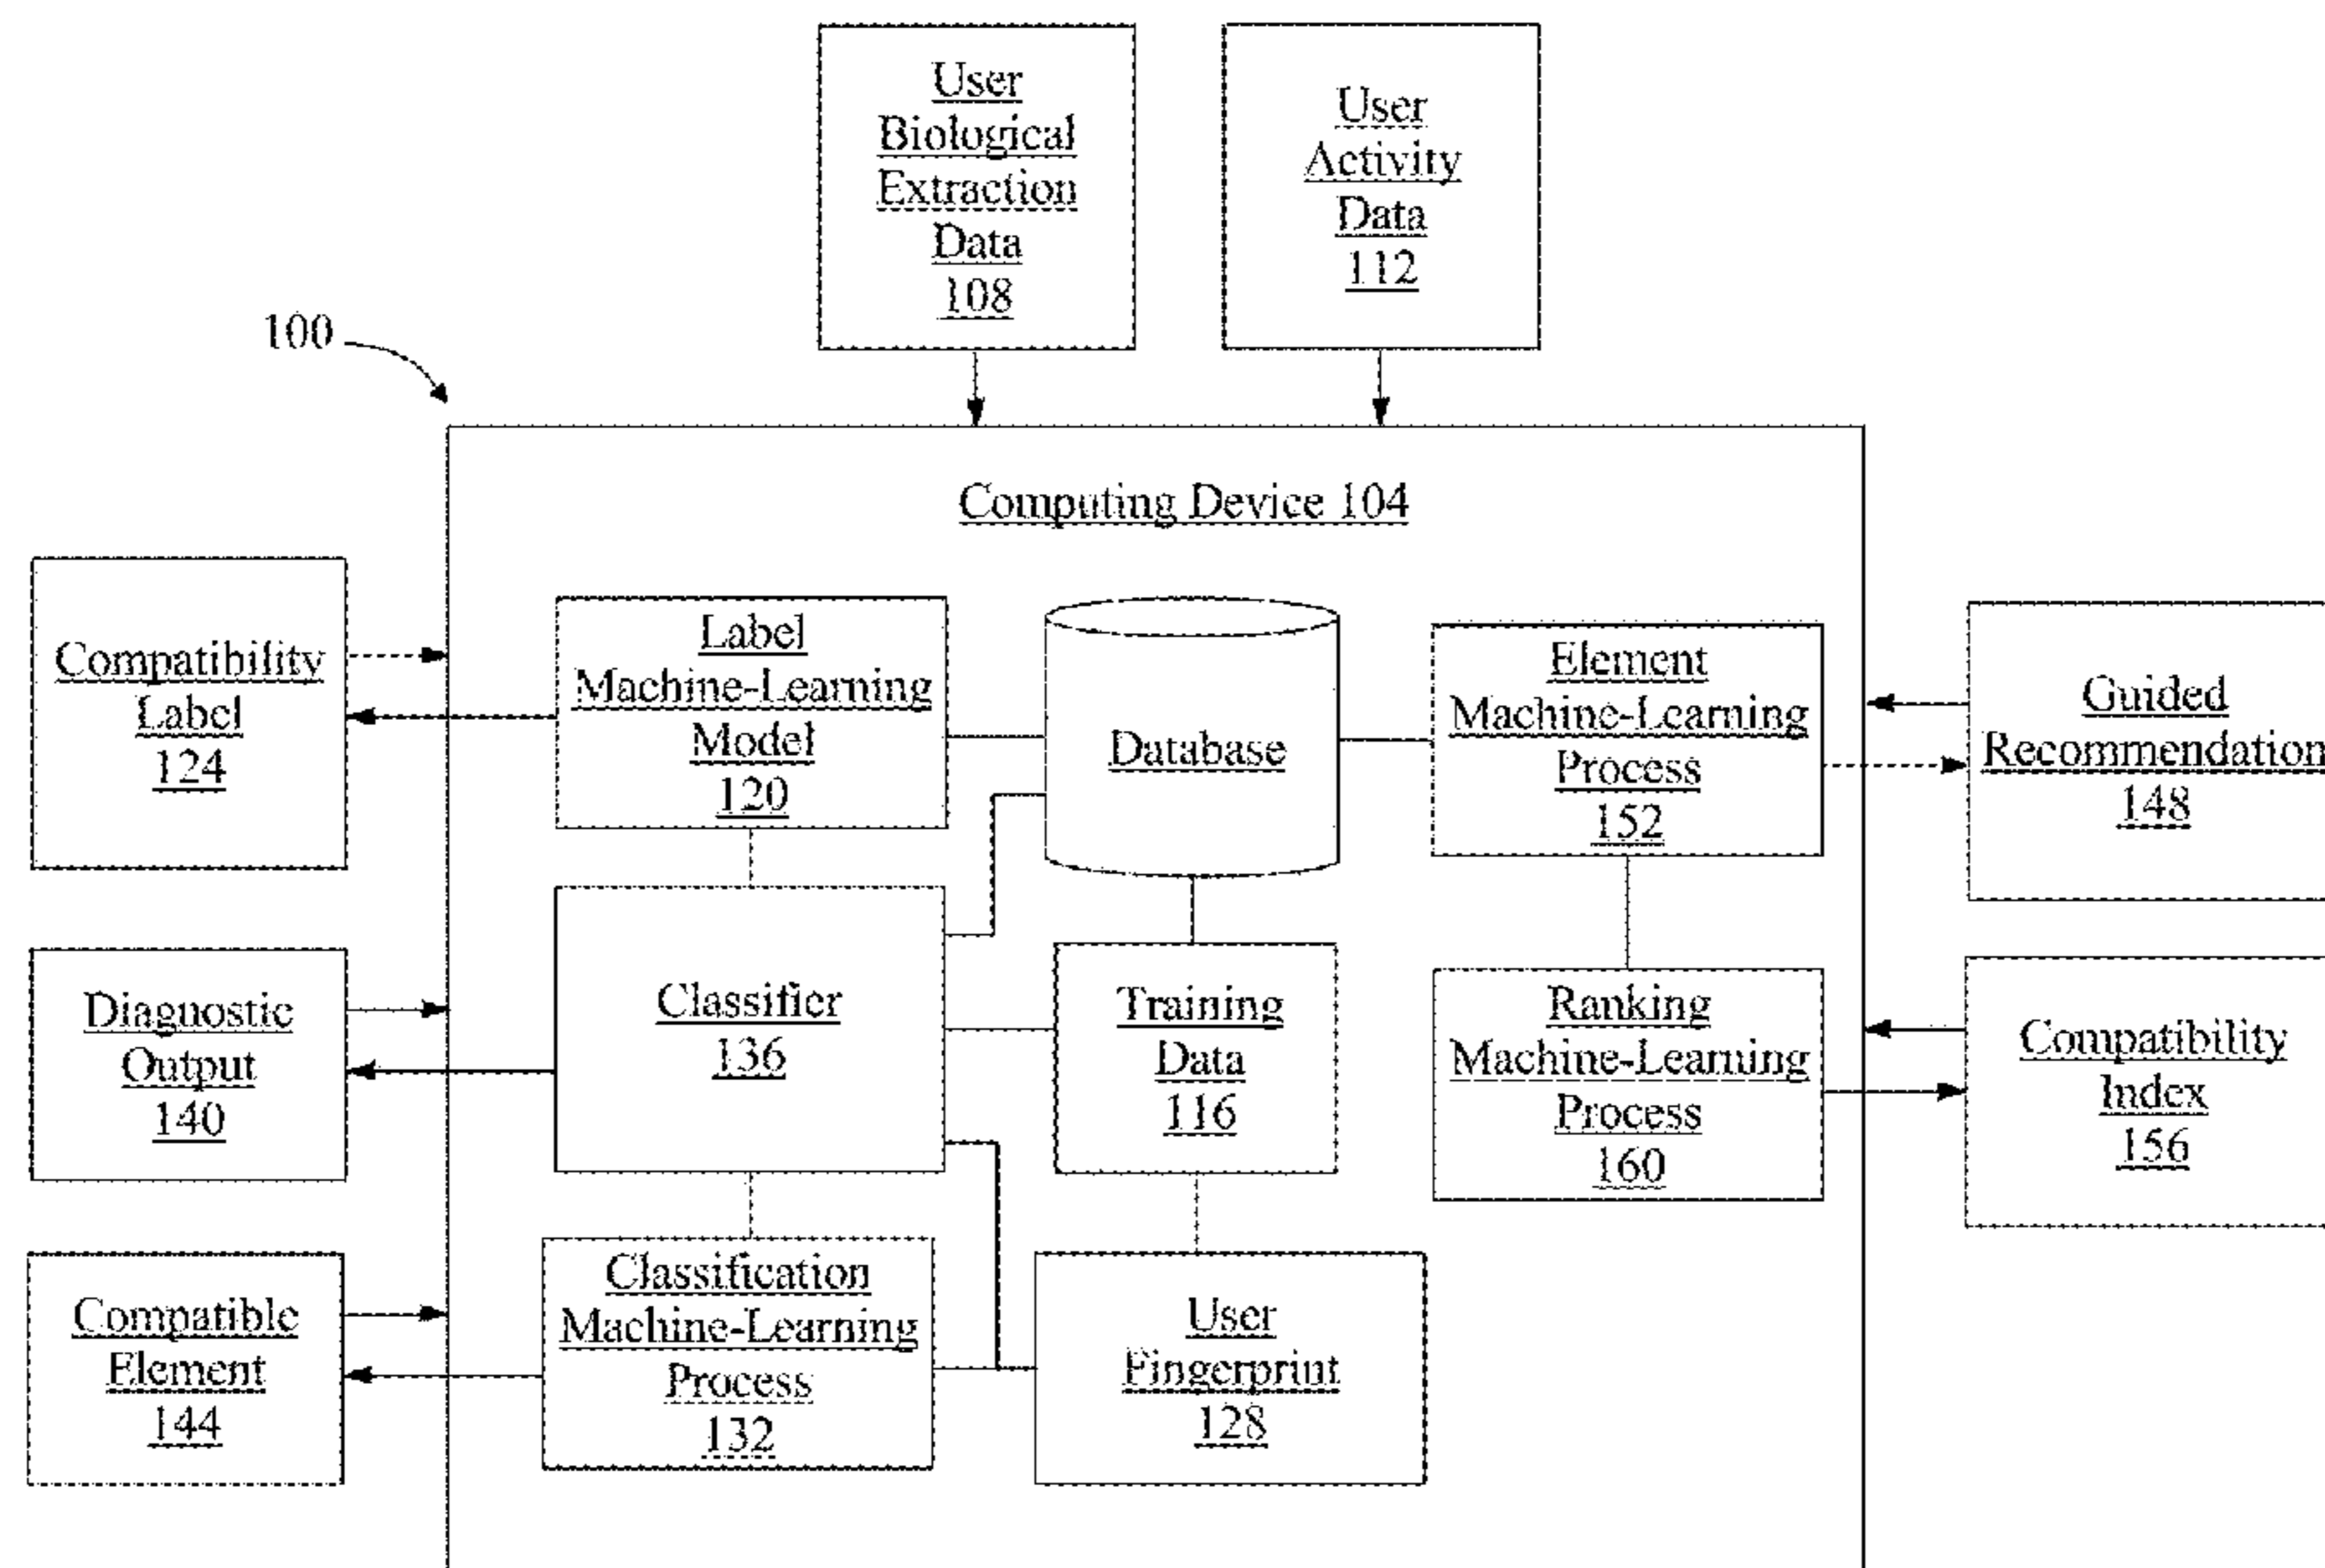 User
Biological
Extraction
Data
108
User
Activity
Data
112
100
Computing Device 104
Compatibility
Label
124
Label
Machine-Learning
Model
120
Database
Element
Machine-Learning
Process
152
Guided
Recommendation
148
Diagnostic
Output
140
Classifier
136
Training
Data
116
Ranking
Machine-Learning
Process
160
Compatibility
Index
156
Compatible
Element
144
Classification
Machine-Learning
Process
132
User
Fingerprint
128